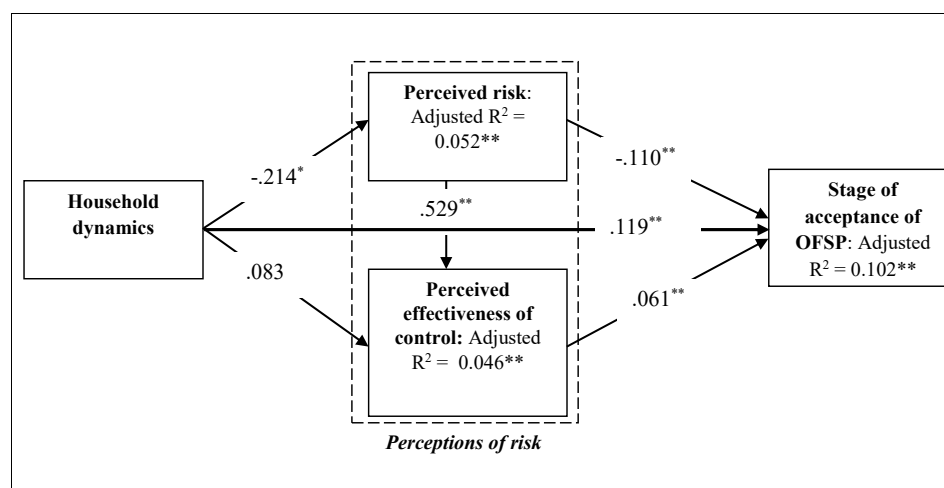 Perceived risk:
Adjusted R² =
0.052**
-.214*
-.110**
Household
dynamics
.529**
.119**
Stage of
acceptance of
OFSP: Adjusted
R² = 0.102**
.083
Perceived
effectiveness of
control: Adjusted
R² = 0.046**
.061**
Perceptions of risk